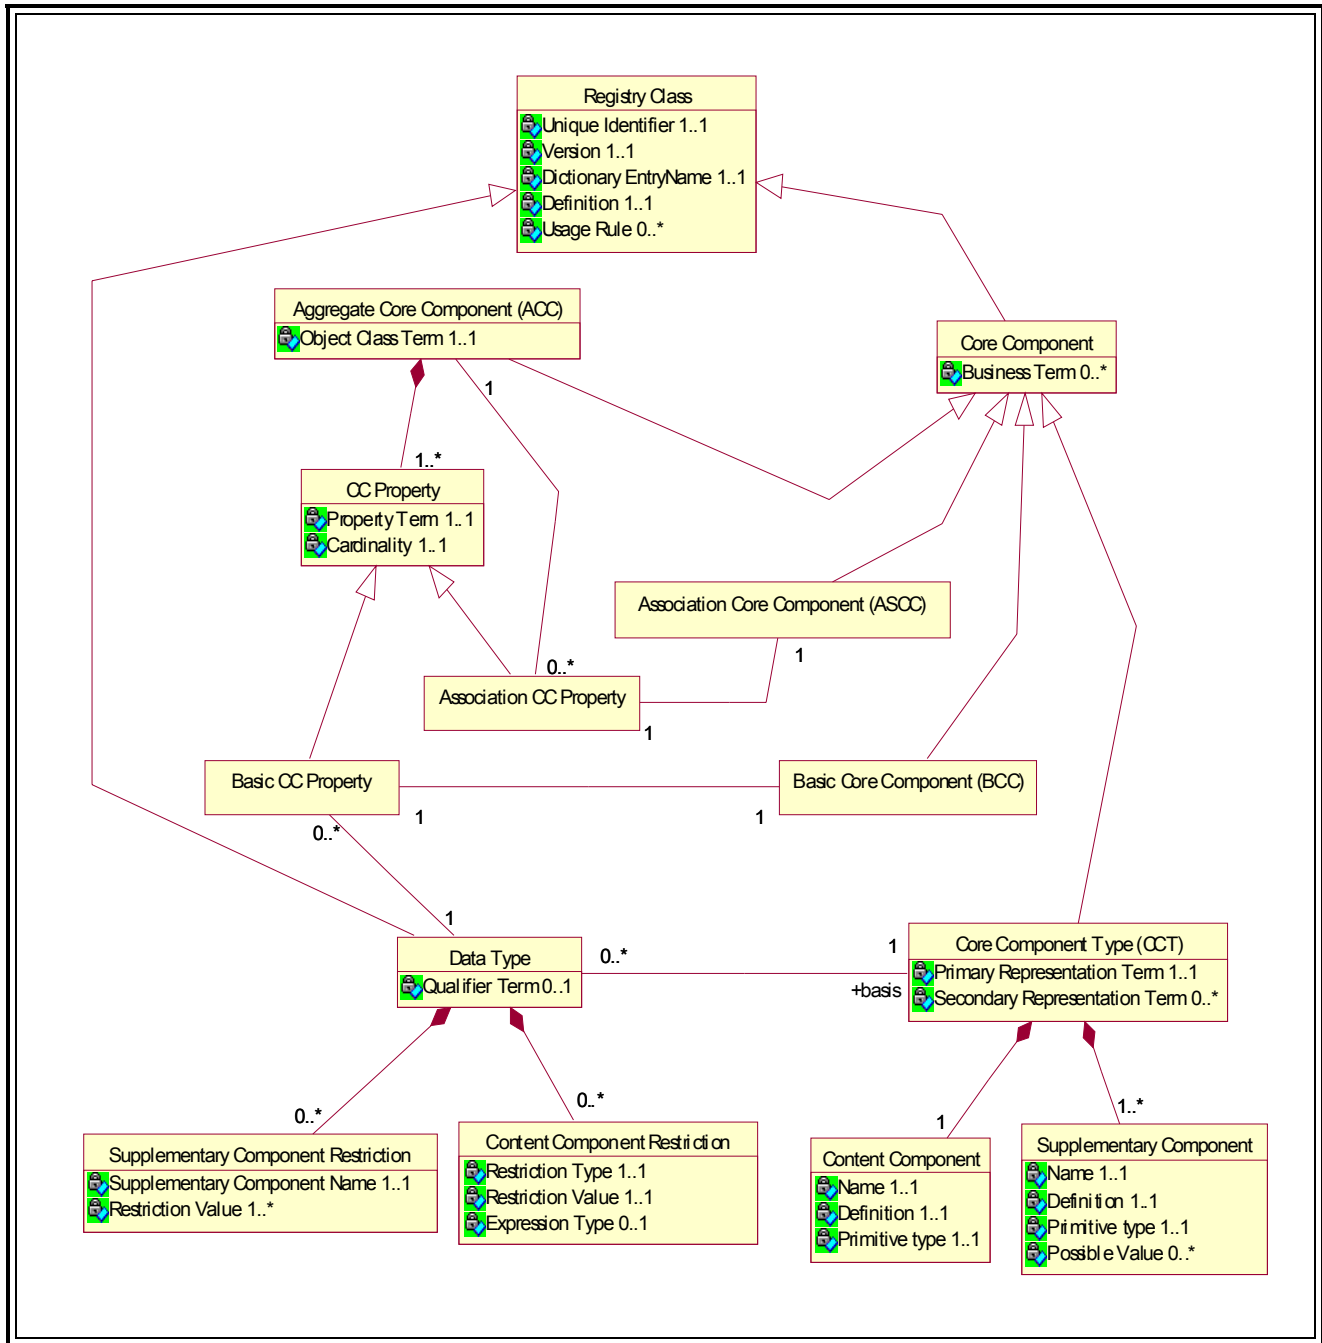 Registry Class
Unique Identifier 1..1
Version 1..1
Dictionary EntryName 1..1
Definition 1..1
Usage Rule 0..*
Aggregate Core Component (ACC)
Object Class Term 1..1
Core Component
Business Term 0..*
1
1..*
CC Property
Property Term 1..1
Cardinality 1..1
Association Core Component (ASCC)
1
0..*
Association CC Property
1
Basic CC Property
Basic Core Component (BCC)
0..*
1
1
1
Data Type
Qualifier Term 0..1
0..*
1
+basis
Core Component Type (CCT)
Primary Representation Term 1..1
Secondary Representation Term 0..*
0..*
0..*
1
1..*
Supplementary Component Restriction
Supplementary Component Name 1..1
Restriction Value 1..*
Content Component Restriction
Restriction Type 1..1
Restriction Value 1..1
Expression Type 0..1
Content Component
Name 1..1
Definition 1..1
Primitive type 1..1
Supplementary Component
Name 1..1
Definition 1..1
Primitive type 1..1
Possible Value 0..*